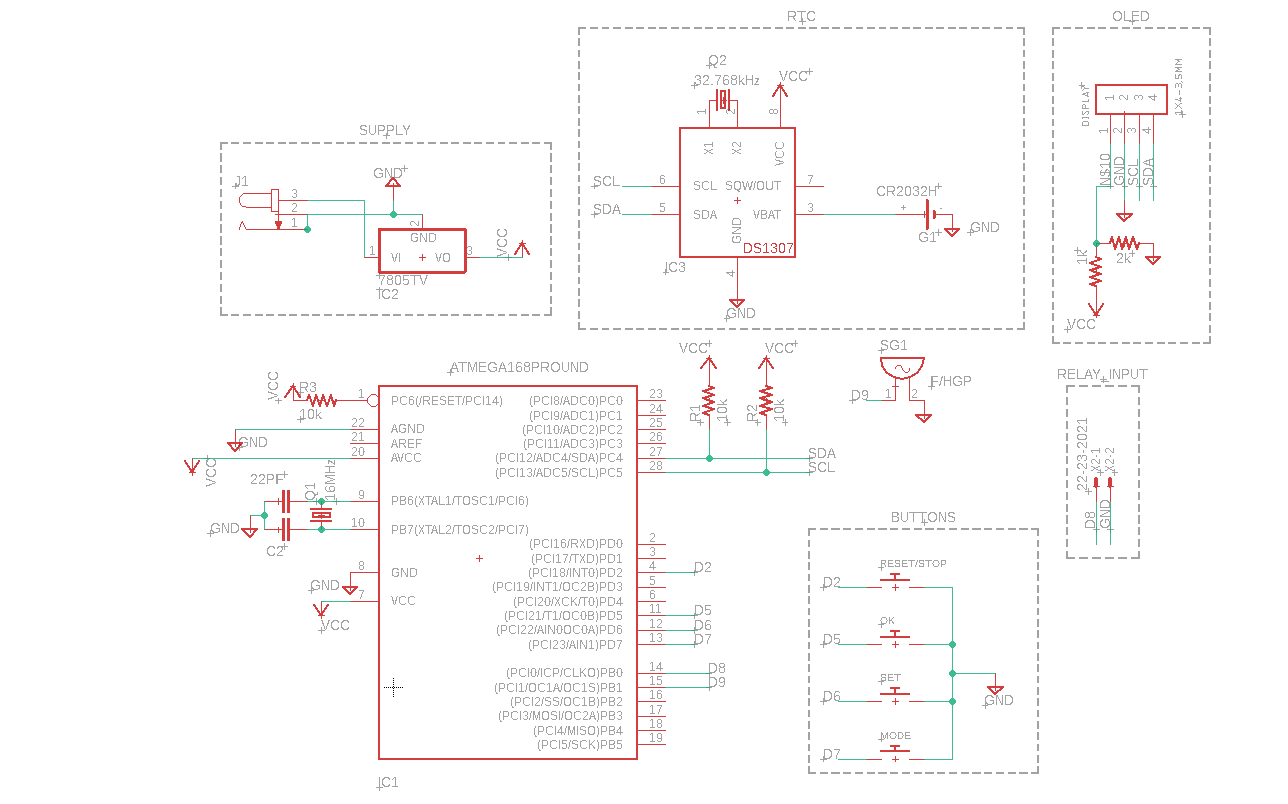 SUPPLY
J1
3
2
1
GND
2
GND
1
VI
VO
3
VCC
7805TV
IC2
RTC
Q2
32.768kHz
VCC
1
2
8
X1
X2
VCC
SCL
6
SCL
SQW/OUT
7
SDA
5
SDA
VBAT
3
GND
DS1307
IC3
4
GND
CR2032H
+
-
G1
GND
OLED
DISPLAY
1X4-3.5MM
1
2
3
4
1
2
3
4
N$10
GND
SCL
SDA
1k
2k
VCC
ATMEGA168PROUND
VCC
R3
10k
1
PC6(/RESET/PCI14)
GND
22
AGND
21
AREF
VCC
20
AVCC
22PF
Q1
16MHz
9
PB6(XTAL1/TOSC1/PCI6)
GND
C2
10
PB7(XTAL2/TOSC2/PCI7)
GND
8
GND
7
VCC
VCC
(PCI8/ADC0)PC0
23
(PCI9/ADC1)PC1
24
(PCI10/ADC2)PC2
25
(PCI11/ADC3)PC3
26
(PCI12/ADC4/SDA)PC4
27
SDA
(PCI13/ADC5/SCL)PC5
28
SCL
(PCI16/RXD)PD0
2
(PCI17/TXD)PD1
3
(PCI18/INT0)PD2
4
D2
(PCI19/INT1/OC2B)PD3
5
(PCI20/XCK/T0)PD4
6
(PCI21/T1/OC0B)PD5
11
D5
(PCI22/AIN0OC0A)PD6
12
D6
(PCI23/AIN1)PD7
13
D7
(PCI0/ICP/CLKO)PB0
14
D8
(PCI1/OC1A/OC1S)PB1
15
D9
(PCI2/SS/OC1B)PB2
16
(PCI3/MOSI/OC2A)PB3
17
(PCI4/MISO)PB4
18
(PCI5/SCK)PB5
19
IC1
VCC
R1
10k
VCC
R2
10k
SG1
F/HGP
D9
1
2
RELAY_INPUT
22-23-2021
X2-1
X2-2
D8
GND
BUTTONS
RESET/STOP
D2
OK
D5
SET
D6
GND
MODE
D7